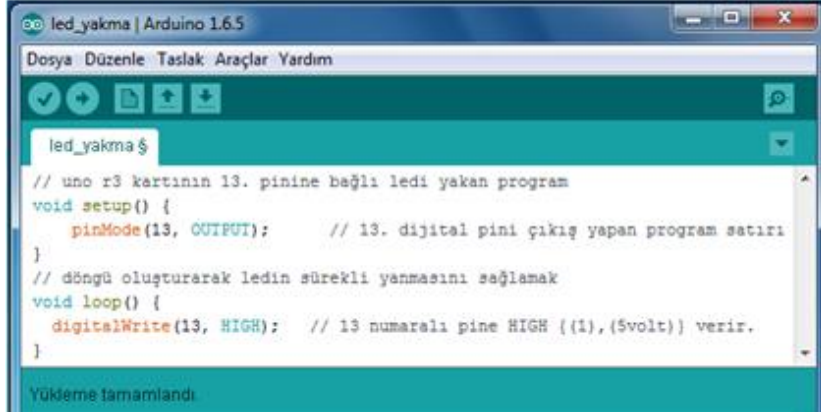 led_yakma | Arduino 1.6.5
Dosya Düzenle Taslak Araçlar Yardım
led_yakma §
// uno r3 kartının 13. pinine bağlı ledi yakan program
void setup() {
pinMode(13, OUTPUT); // 13. dijital pini çıkış yapan program satırı
}
// döngü oluşturarak ledin sürekli yanmasını sağlamak
void loop() {
digitalWrite(13, HIGH); // 13 numaralı pine HIGH {(1),(5volt)} verir.
}
Yükleme tamamlandı.